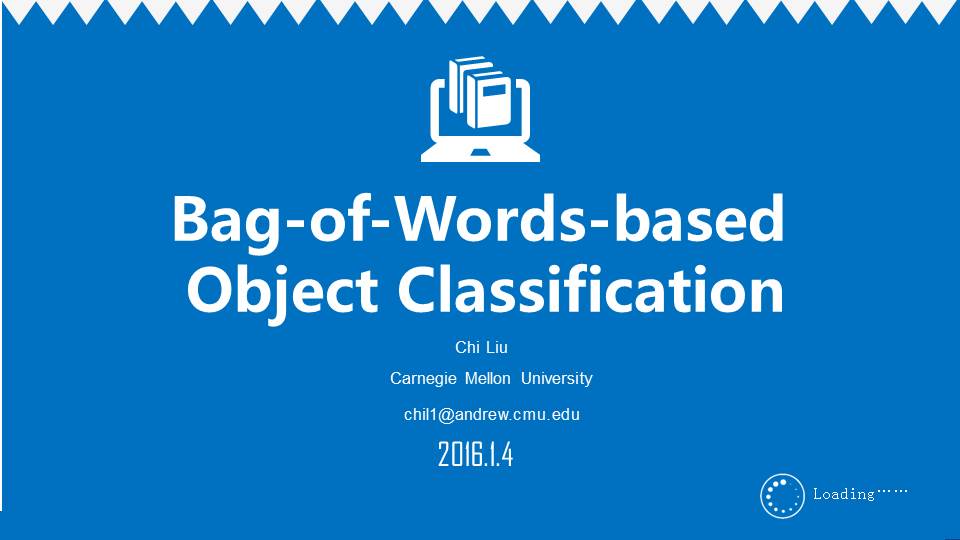 Bag-of-Words-based
Object Classification
Chi Liu
Carnegie Mellon University
chil1@andrew.cmu.edu
2016.1.4
Loading……